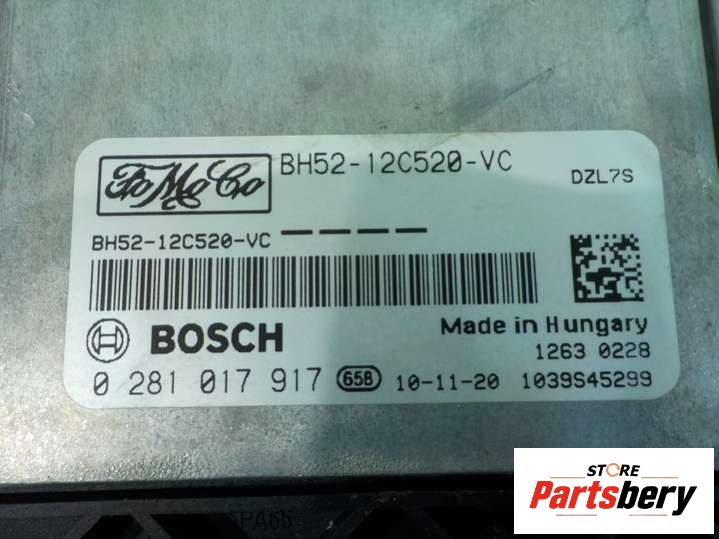 FoMoCo BH52-12C520-VC DZL7S
BH52-12C520-VC
BOSCH Made in Hungary
1263 0228
0 281 017 917 65B 10-11-20 1039S45299
STORE
Partsbery